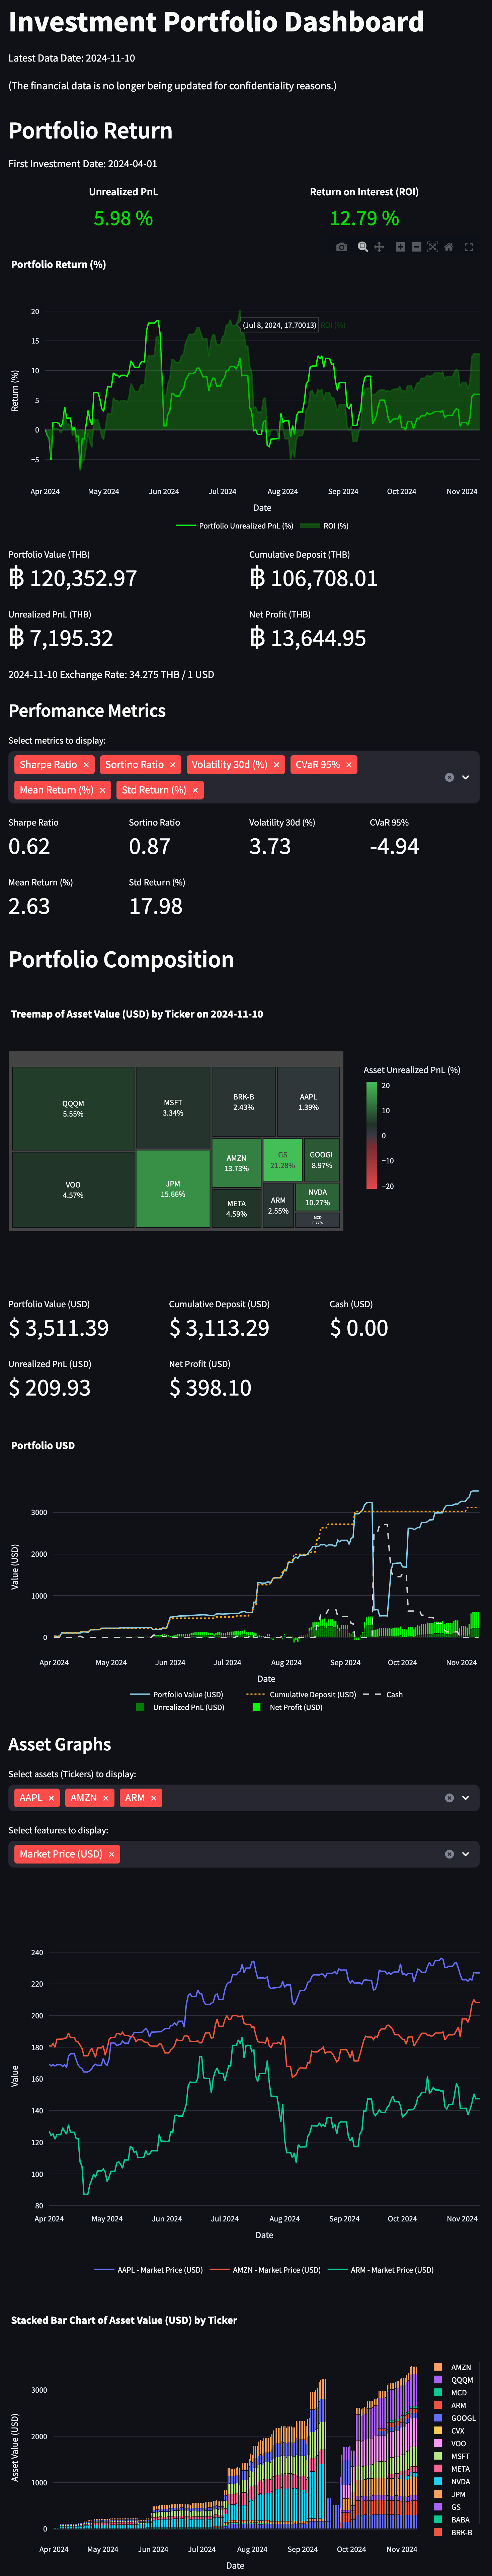 Investment Portfolio Dashboard
Latest Data Date: 2024-11-10
(The financial data is no longer being updated for confidentiality reasons.)
Portfolio Return
First Investment Date: 2024-04-01
Unrealized PnL Return on Interest (ROI)
5.98 % 12.79 %
Portfolio Return (%)
20
(Jul 8, 2024, 17.70013) ROI (%)
15
10
5
0
−5
Return (%)
Apr 2024 May 2024 Jun 2024 Jul 2024 Aug 2024 Sep 2024 Oct 2024 Nov 2024
Date
Portfolio Unrealized PnL (%) ROI (%)
Portfolio Value (THB) Cumulative Deposit (THB)
฿ 120,352.97 ฿ 106,708.01
Unrealized PnL (THB) Net Profit (THB)
฿ 7,195.32 ฿ 13,644.95
2024-11-10 Exchange Rate: 34.275 THB / 1 USD
Perfomance Metrics
Select metrics to display:
Sharpe Ratio × Sortino Ratio × Volatility 30d (%) × CVaR 95% ×
Mean Return (%) × Std Return (%) ×
Sharpe Ratio Sortino Ratio Volatility 30d (%) CVaR 95%
0.62 0.87 3.73 -4.94
Mean Return (%) Std Return (%)
2.63 17.98
Portfolio Composition
Treemap of Asset Value (USD) by Ticker on 2024-11-10
QQQM
5.55%
VOO
4.57%
MSFT
3.34%
JPM
15.66%
BRK-B
2.43%
AAPL
1.39%
AMZN
13.73%
GS
21.28%
GOOGL
8.97%
META
4.59%
ARM
2.55%
NVDA
10.27%
MCD
0.77%
Asset Unrealized PnL (%)
20
10
0
−10
−20
Portfolio Value (USD) Cumulative Deposit (USD) Cash (USD)
$ 3,511.39 $ 3,113.29 $ 0.00
Unrealized PnL (USD) Net Profit (USD)
$ 209.93 $ 398.10
Portfolio USD
3000
2000
1000
0
Value (USD)
Apr 2024 May 2024 Jun 2024 Jul 2024 Aug 2024 Sep 2024 Oct 2024 Nov 2024
Date
Portfolio Value (USD) Cumulative Deposit (USD) Cash
Unrealized PnL (USD) Net Profit (USD)
Asset Graphs
Select assets (Tickers) to display:
AAPL × AMZN × ARM ×
Select features to display:
Market Price (USD) ×
240
220
200
180
160
140
120
100
80
Value
Apr 2024 May 2024 Jun 2024 Jul 2024 Aug 2024 Sep 2024 Oct 2024 Nov 2024
Date
AAPL - Market Price (USD) AMZN - Market Price (USD) ARM - Market Price (USD)
Stacked Bar Chart of Asset Value (USD) by Ticker
3000
2000
1000
0
Asset Value (USD)
Apr 2024 May 2024 Jun 2024 Jul 2024 Aug 2024 Sep 2024 Oct 2024 Nov 2024
Date
AMZN
QQQM
MCD
ARM
GOOGL
CVX
VOO
MSFT
META
NVDA
JPM
GS
BABA
BRK-B